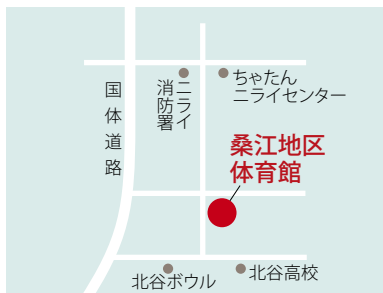 国体道路
ニライ
消防署
ちゃたん
ニライセンター
桑江地区
体育館
北谷ボウル
北谷高校